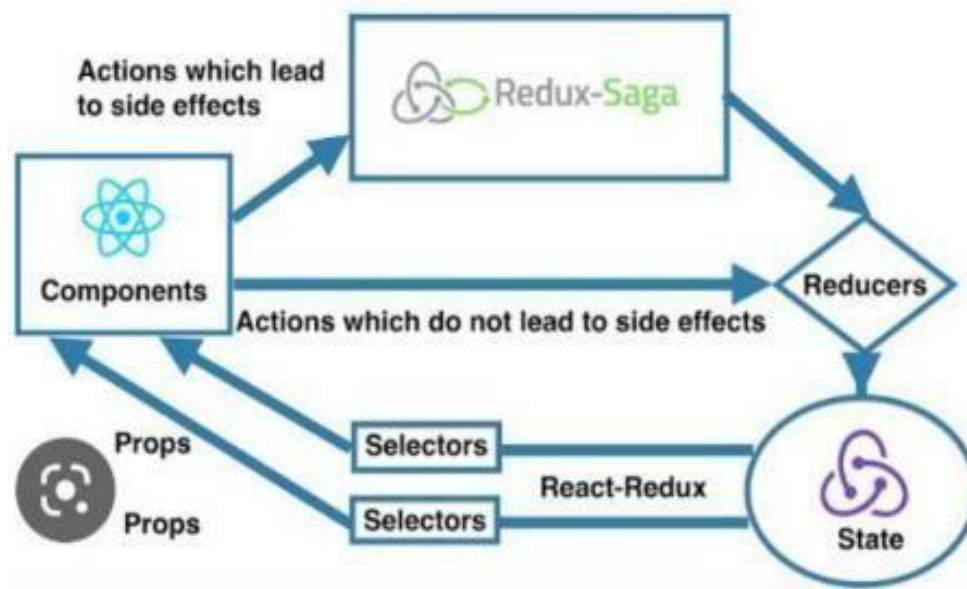 Actions which lead
to side effects
Redux-Saga
Components
Reducers
Actions which do not lead to side effects
Props
Selectors
React-Redux
Props
Selectors
State